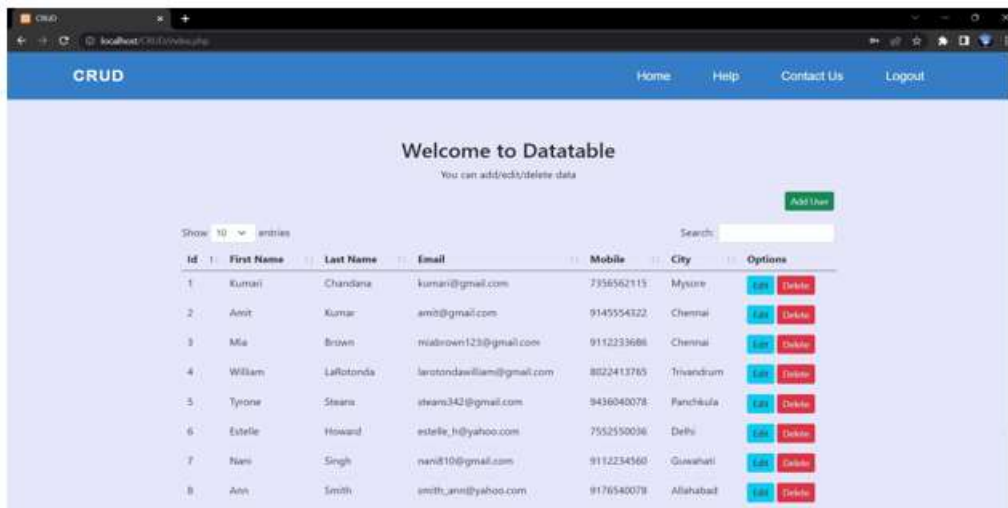 CRUD
localhost/CRUD/index.php
CRUD Home Help Contact Us Logout
Welcome to Datatable
You can add/edit/delete data
Add User
Show 10 entries Search:
Id First Name Last Name Email Mobile City Options
1 Kumari Chandana kumari@gmail.com 7356562115 Mysore Edit Delete
2 Amit Kumar amit@gmail.com 9145554322 Chennai Edit Delete
3 Mia Brown miabrown123@gmail.com 9112233686 Chennai Edit Delete
4 William LaRotonda larotondawilliam@gmail.com 8022413765 Trivandrum Edit Delete
5 Tyrone Steans steans342@gmail.com 9436040078 Panchkula Edit Delete
6 Estelle Howard estelle_h@yahoo.com 7552550036 Delhi Edit Delete
7 Nani Singh nani810@gmail.com 9112234560 Guwahati Edit Delete
8 Ann Smith smith_ann@yahoo.com 9176540078 Allahabad Edit Delete